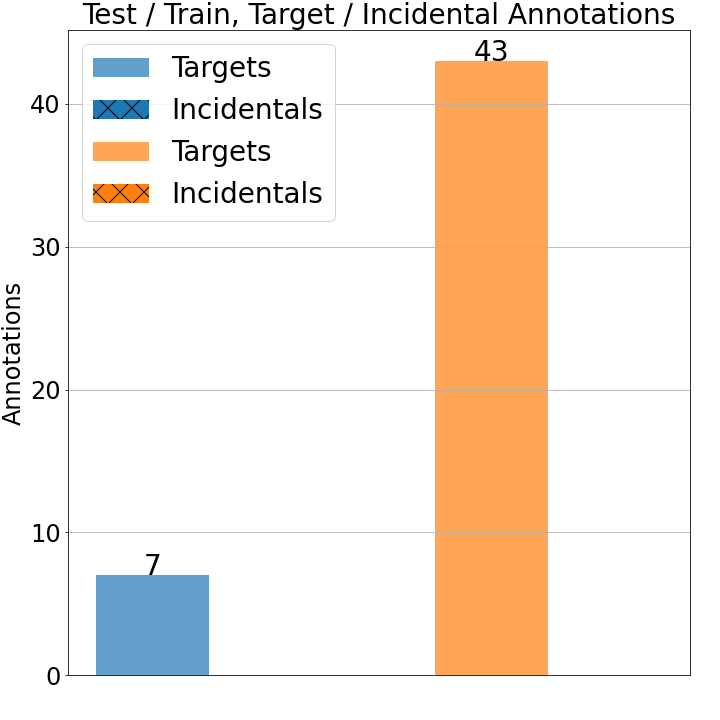 Test / Train, Target / Incidental Annotations
43
Targets
Incidentals
Targets
Incidentals
40
30
20
10
0
Annotations
7